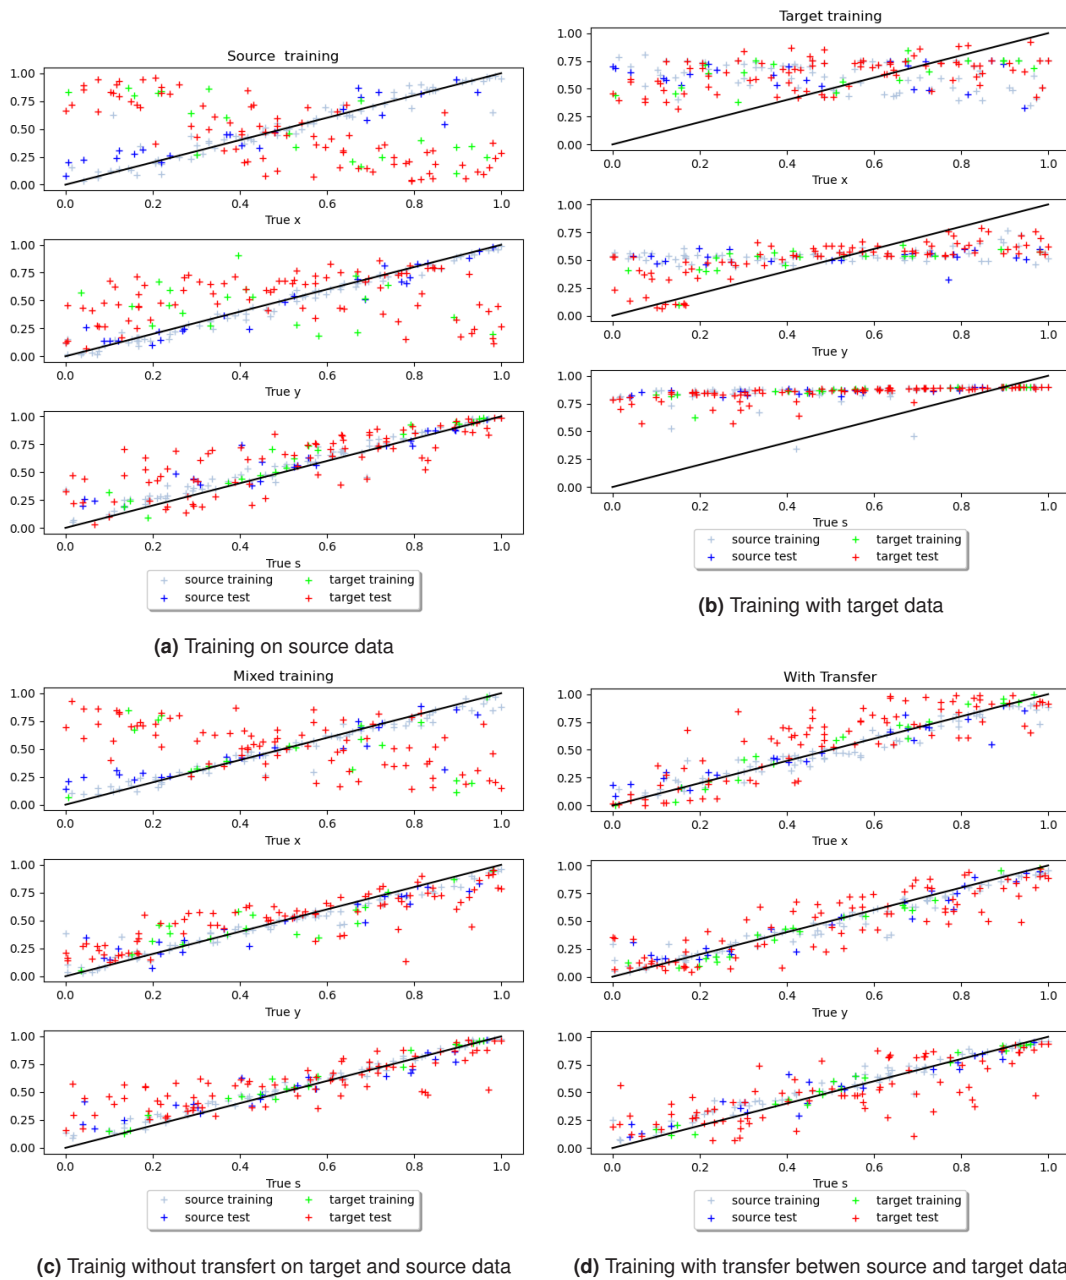 Source training
1.00
0.75
0.50
0.25
0.00
0.0 0.2 0.4 0.6 0.8 1.0
True x
1.00
0.75
0.50
0.25
0.00
0.0 0.2 0.4 0.6 0.8 1.0
True y
1.00
0.75
0.50
0.25
0.00
0.0 0.2 0.4 0.6 0.8 1.0
True s
source training target training
source test target test
(a) Training on source data
Target training
1.00
0.75
0.50
0.25
0.00
0.0 0.2 0.4 0.6 0.8 1.0
True x
1.00
0.75
0.50
0.25
0.00
0.0 0.2 0.4 0.6 0.8 1.0
True y
1.00
0.75
0.50
0.25
0.00
0.0 0.2 0.4 0.6 0.8 1.0
True s
source training target training
source test target test
(b) Training with target data
Mixed training
1.00
0.75
0.50
0.25
0.00
0.0 0.2 0.4 0.6 0.8 1.0
True x
1.00
0.75
0.50
0.25
0.00
0.0 0.2 0.4 0.6 0.8 1.0
True y
1.00
0.75
0.50
0.25
0.00
0.0 0.2 0.4 0.6 0.8 1.0
True s
source training target training
source test target test
(c) Trainig without transfert on target and source data
With Transfer
1.00
0.75
0.50
0.25
0.00
0.0 0.2 0.4 0.6 0.8 1.0
True x
1.00
0.75
0.50
0.25
0.00
0.0 0.2 0.4 0.6 0.8 1.0
True y
1.00
0.75
0.50
0.25
0.00
0.0 0.2 0.4 0.6 0.8 1.0
True s
source training target training
source test target test
(d) Training with transfer betwen source and target data